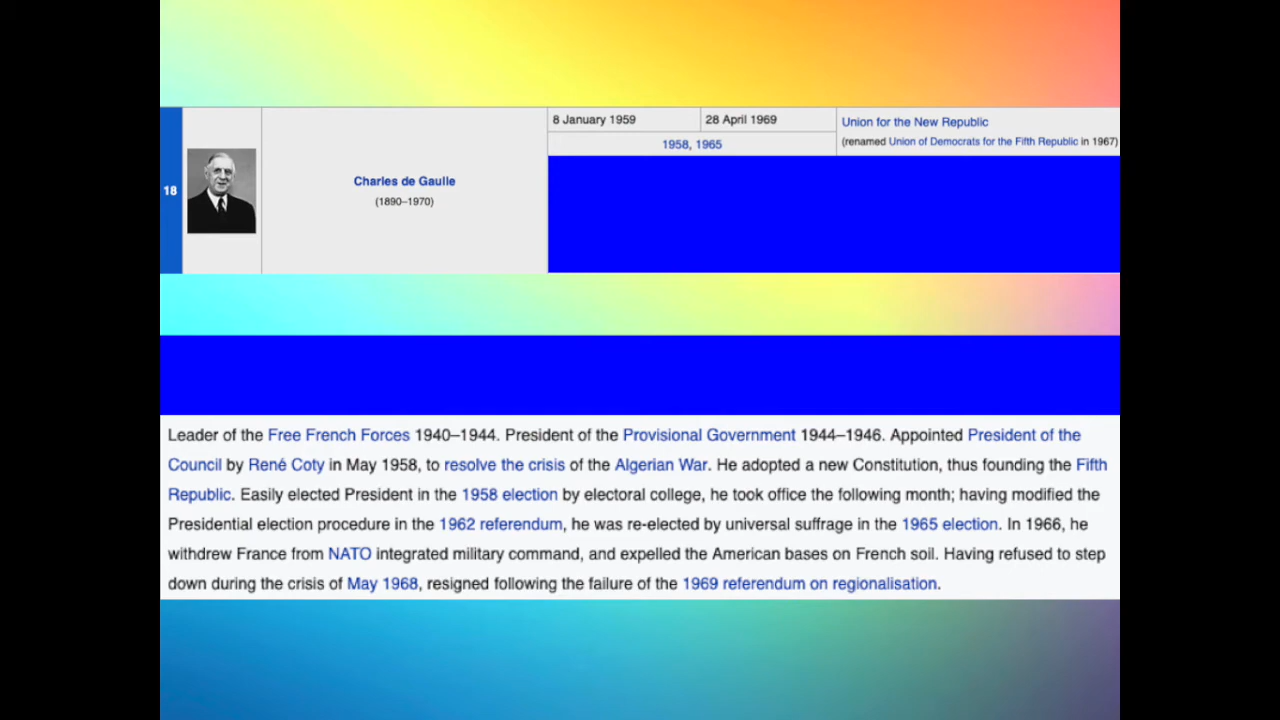 18
Charles de Gaulle
(1890–1970)
8 January 1959
28 April 1969
1958, 1965
Union for the New Republic
(renamed Union of Democrats for the Fifth Republic in 1967)
Leader of the Free French Forces 1940–1944. President of the Provisional Government 1944–1946. Appointed President of the
Council by René Coty in May 1958, to resolve the crisis of the Algerian War. He adopted a new Constitution, thus founding the Fifth
Republic. Easily elected President in the 1958 election by electoral college, he took office the following month; having modified the
Presidential election procedure in the 1962 referendum, he was re-elected by universal suffrage in the 1965 election. In 1966, he
withdrew France from NATO integrated military command, and expelled the American bases on French soil. Having refused to step
down during the crisis of May 1968, resigned following the failure of the 1969 referendum on regionalisation.